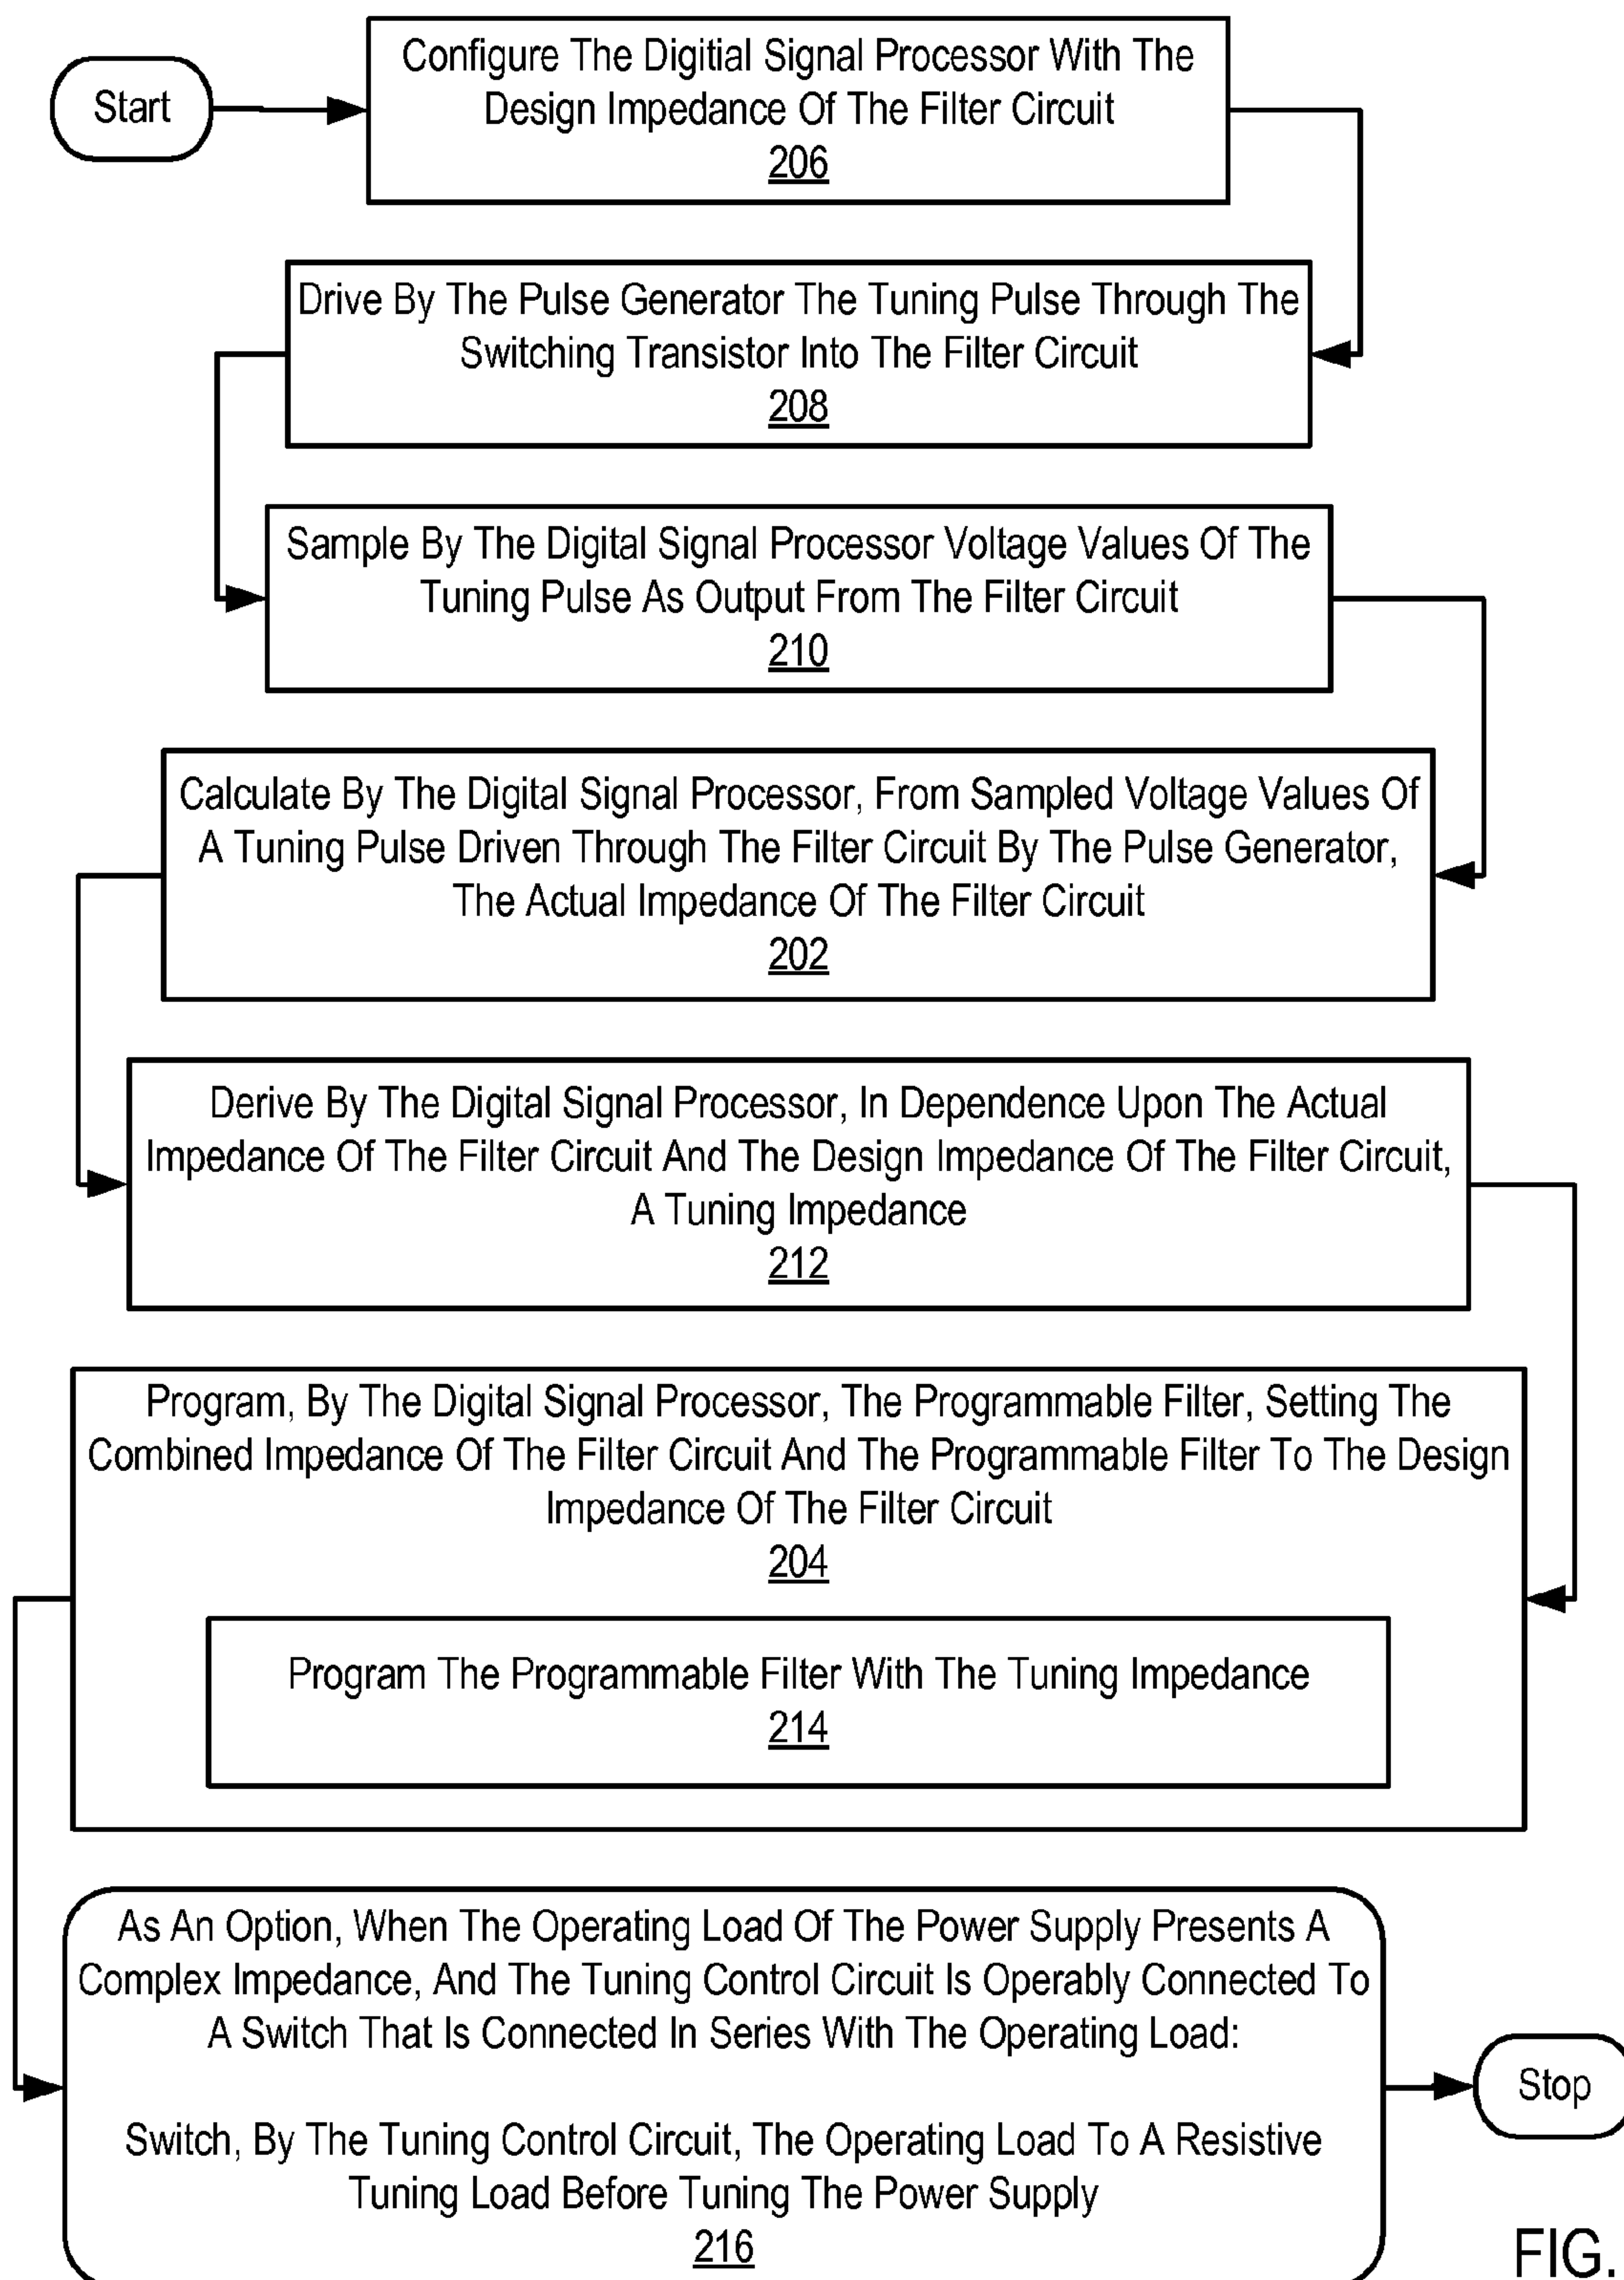 Start
Configure The Digitial Signal Processor With The
Design Impedance Of The Filter Circuit
206
Drive By The Pulse Generator The Tuning Pulse Through The
Switching Transistor Into The Filter Circuit
208
Sample By The Digital Signal Processor Voltage Values Of The
Tuning Pulse As Output From The Filter Circuit
210
Calculate By The Digital Signal Processor, From Sampled Voltage Values Of
A Tuning Pulse Driven Through The Filter Circuit By The Pulse Generator,
The Actual Impedance Of The Filter Circuit
202
Derive By The Digital Signal Processor, In Dependence Upon The Actual
Impedance Of The Filter Circuit And The Design Impedance Of The Filter Circuit,
A Tuning Impedance
212
Program, By The Digital Signal Processor, The Programmable Filter, Setting The
Combined Impedance Of The Filter Circuit And The Programmable Filter To The Design
Impedance Of The Filter Circuit
204
Program The Programmable Filter With The Tuning Impedance
214
As An Option, When The Operating Load Of The Power Supply Presents A
Complex Impedance, And The Tuning Control Circuit Is Operably Connected To
A Switch That Is Connected In Series With The Operating Load:
Switch, By The Tuning Control Circuit, The Operating Load To A Resistive
Tuning Load Before Tuning The Power Supply
216
Stop
FIG.